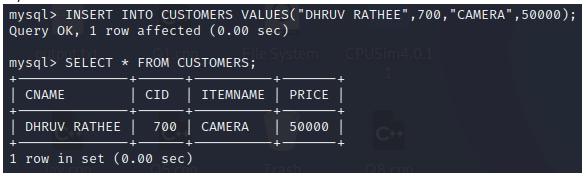 mysql> INSERT INTO CUSTOMERS VALUES("DHRUV RATHEE",700,"CAMERA",50000);
Query OK, 1 row affected (0.00 sec)
mysql> SELECT * FROM CUSTOMERS;
+--------------+-----+----------+-------+
| CNAME        | CID | ITEMNAME | PRICE |
+--------------+-----+----------+-------+
| DHRUV RATHEE | 700 | CAMERA   | 50000 |
+--------------+-----+----------+-------+
1 row in set (0.00 sec)